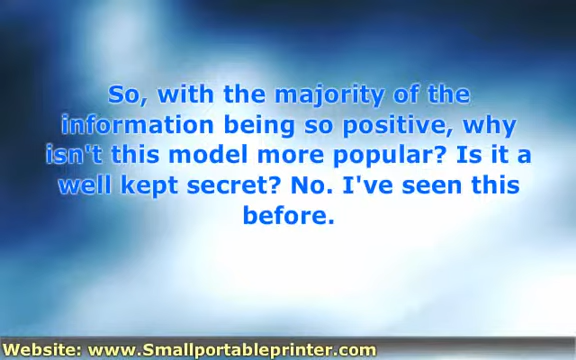 So, with the majority of the
information being so positive, why
isn't this model more popular? Is it a
well kept secret? No. I've seen this
before.
Website: www.Smallportableprinter.com